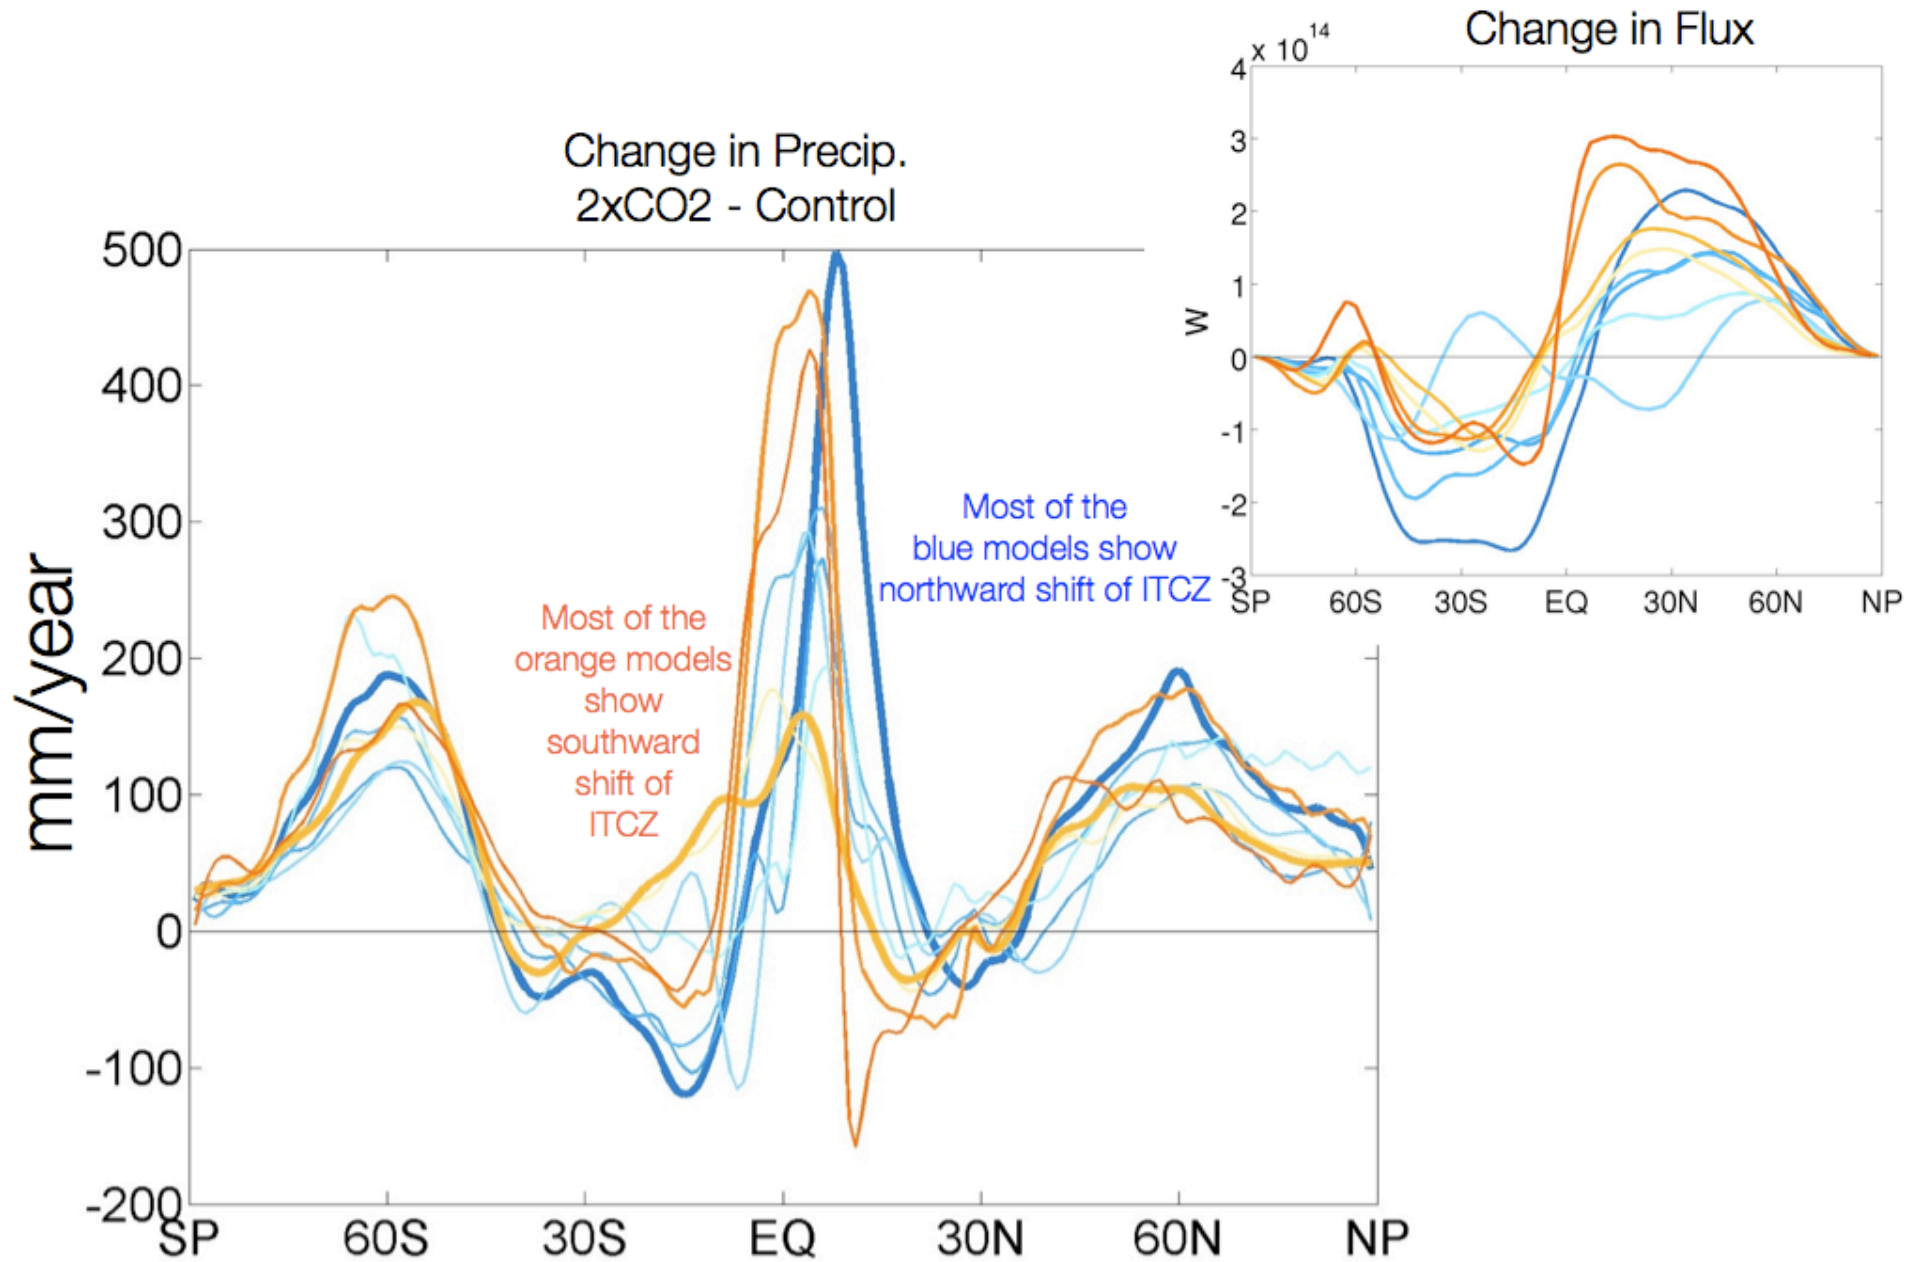 Change in Flux
x 10^14
4
3
2
1
0
-1
-2
-3
W
SP 60S 30S EQ 30N 60N NP
Change in Precip.
2xCO2 - Control
500
400
300
200
100
0
-100
-200
mm/year
Most of the
blue models show
northward shift of ITCZ
Most of the
orange models
show
southward
shift of
ITCZ
SP 60S 30S EQ 30N 60N NP